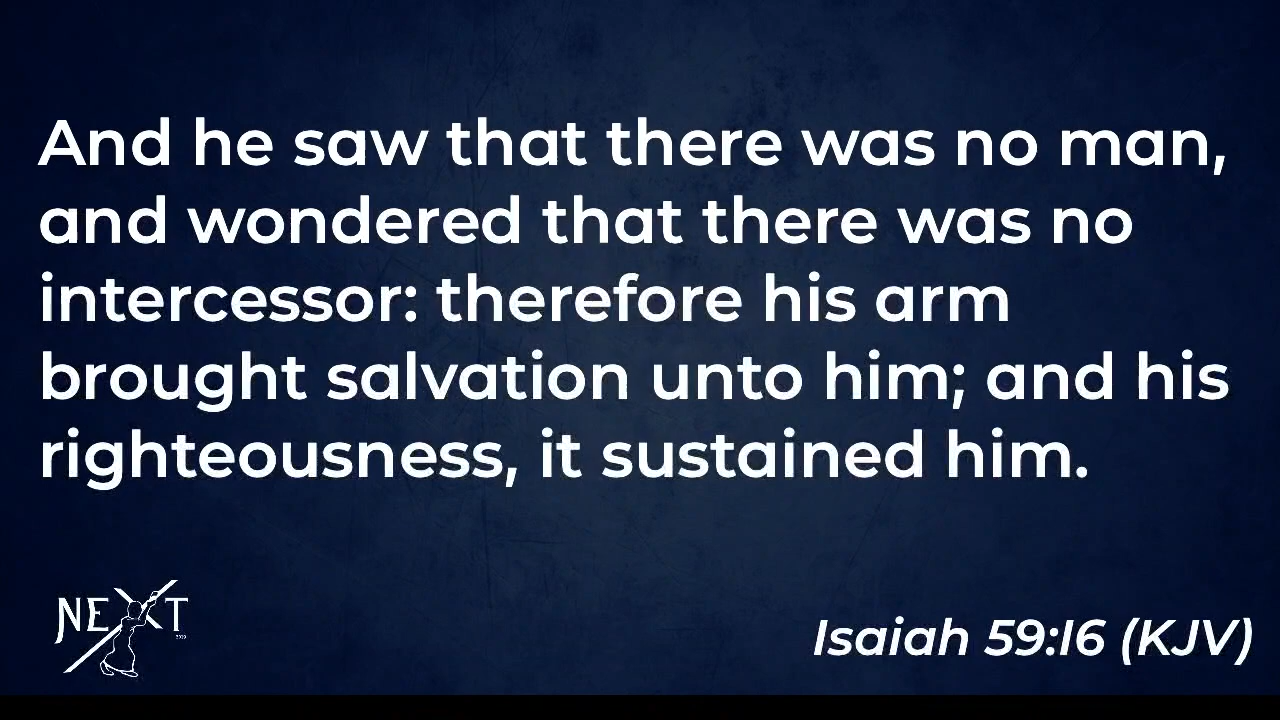 And he saw that there was no man,
and wondered that there was no
intercessor: therefore his arm
brought salvation unto him; and his
righteousness, it sustained him.
NEXT
Isaiah 59:16 (KJV)